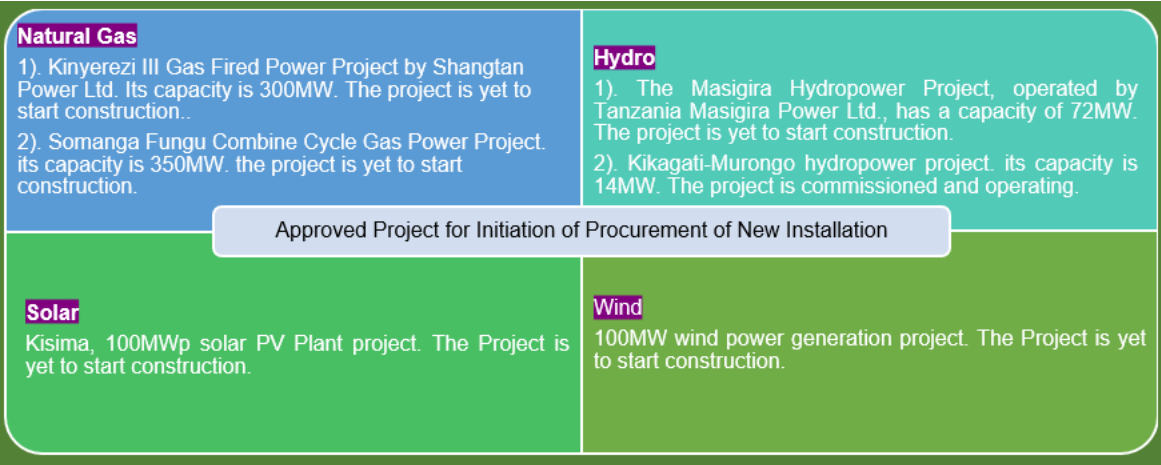 Natural Gas
1). Kinyerezi III Gas Fired Power Project by Shangtan
Power Ltd. Its capacity is 300MW. The project is yet to
start construction..
2). Somanga Fungu Combine Cycle Gas Power Project.
its capacity is 350MW. the project is yet to start
construction.
Hydro
1). The Masigira Hydropower Project, operated by
Tanzania Masigira Power Ltd., has a capacity of 72MW.
The project is yet to start construction.
2). Kikagati-Murongo hydropower project. its capacity is
14MW. The project is commissioned and operating.
Approved Project for Initiation of Procurement of New Installation
Solar
Kisima, 100MWp solar PV Plant project. The Project is
yet to start construction.
Wind
100MW wind power generation project. The Project is yet
to start construction.